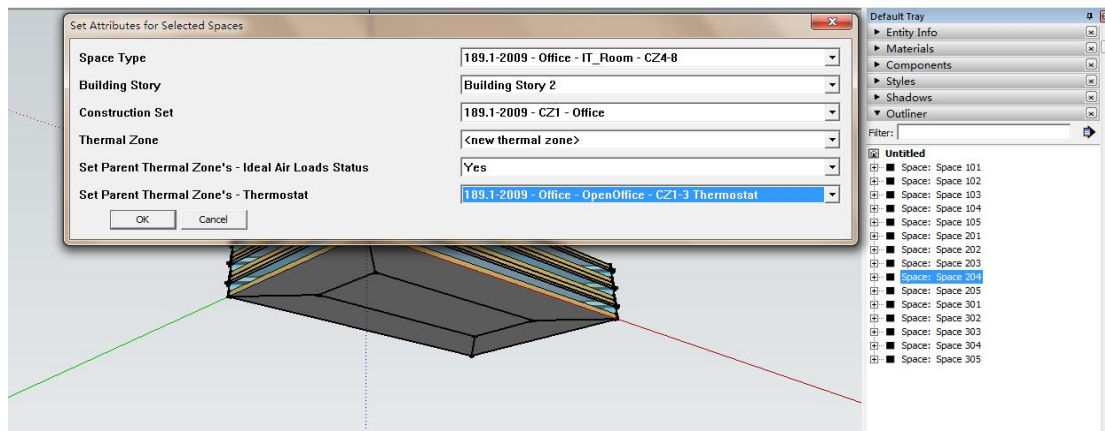 Set Attributes for Selected Spaces
Space Type
189.1-2009 - Office - IT_Room - CZ4-8
Building Story
Building Story 2
Construction Set
189.1-2009 - CZ1 - Office
Thermal Zone
<new thermal zone>
Set Parent Thermal Zone's - Ideal Air Loads Status
Yes
Set Parent Thermal Zone's - Thermostat
189.1-2009 - Office - OpenOffice - CZ1-3 Thermostat
OK
Cancel
Default Tray
Entity Info
Materials
Components
Styles
Shadows
Outliner
Filter:
Untitled
Space: Space 101
Space: Space 102
Space: Space 103
Space: Space 104
Space: Space 105
Space: Space 201
Space: Space 202
Space: Space 203
Space: Space 204
Space: Space 205
Space: Space 301
Space: Space 302
Space: Space 303
Space: Space 304
Space: Space 305